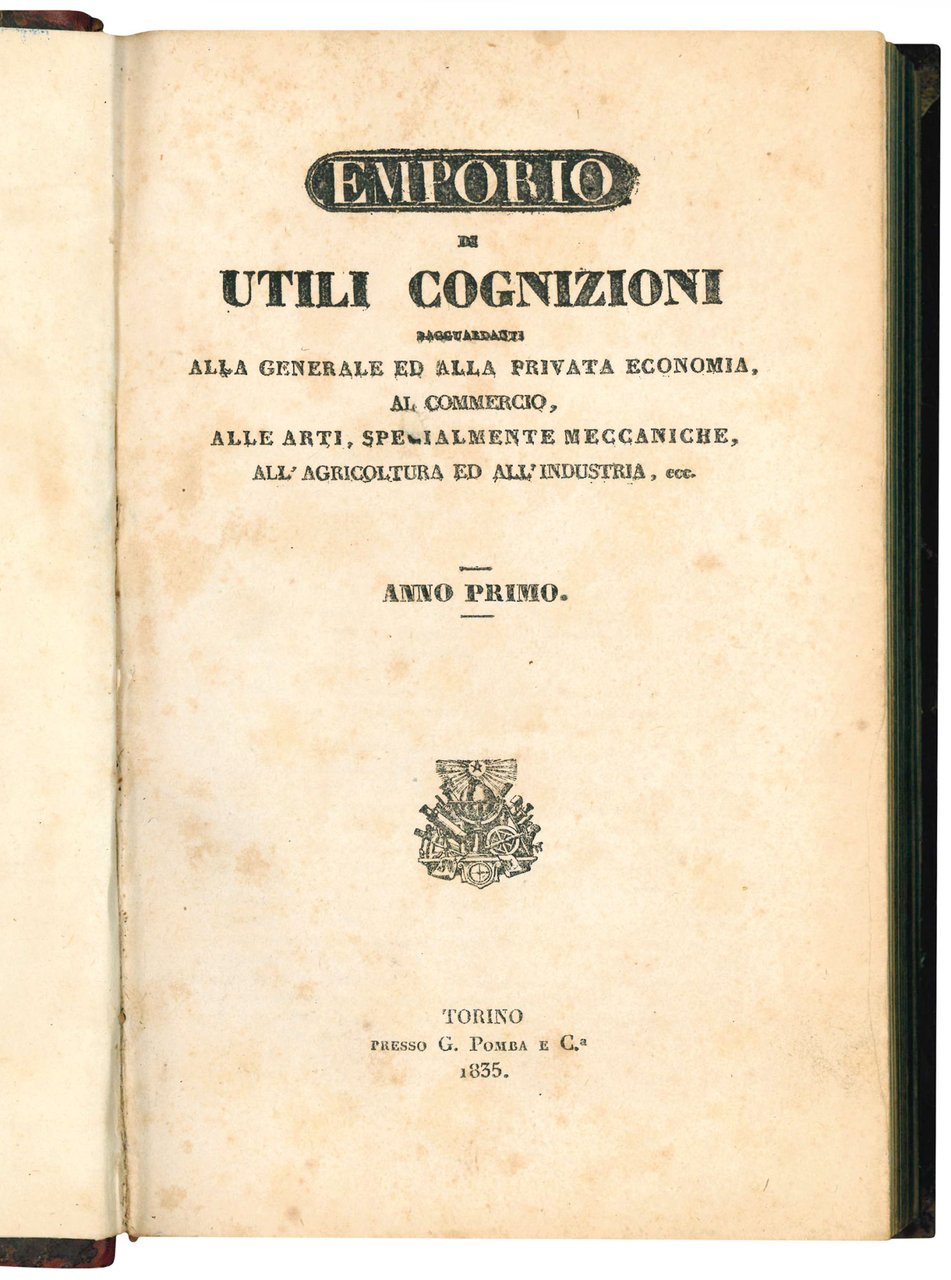 EMPORIO
DI
UTILI COGNIZIONI
RAGGUARDANTI
ALLA GENERALE ED ALLA PRIVATA ECONOMIA,
AL COMMERCIO,
ALLE ARTI, SPECIALMENTE MECCANICHE,
ALL' AGRICOLTURA ED ALL' INDUSTRIA, ecc.
ANNO PRIMO.
TORINO
PRESSO G. POMBA E C.ª
1835.